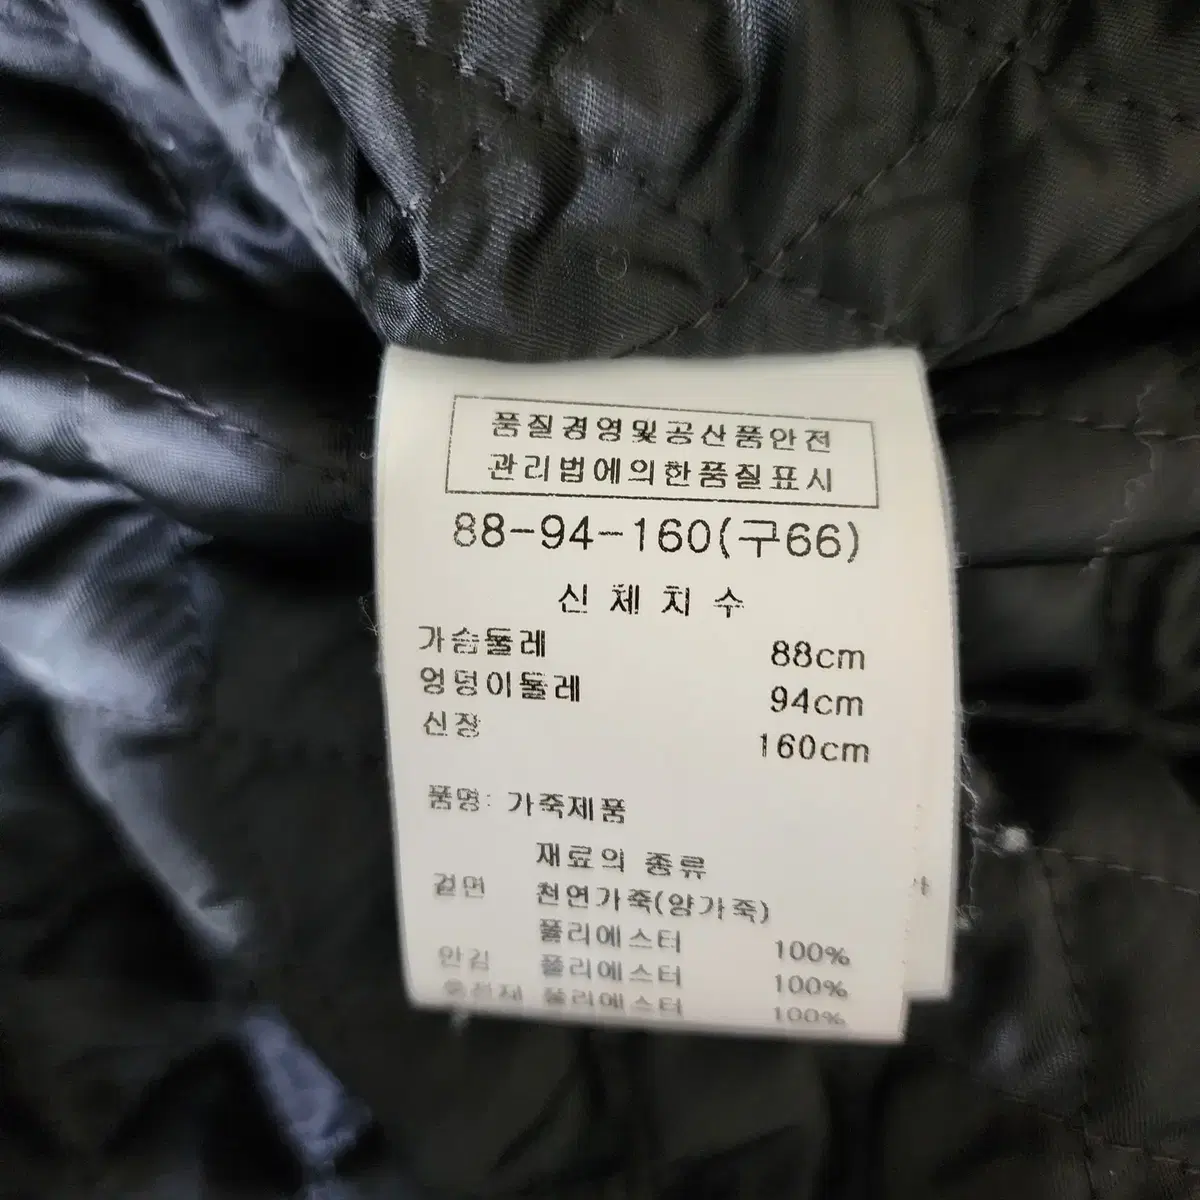 품질경영및공산품안전
관리법에의한품질표시
88-94-160(구66)
신체치수
가슴둘레 88cm
엉덩이둘레 94cm
신장 160cm
품명: 가죽제품
재료의 종류
겉면 천연가죽(양가죽)
폴리에스터 100%
안감 폴리에스터 100%
충전재 폴리에스터 100%